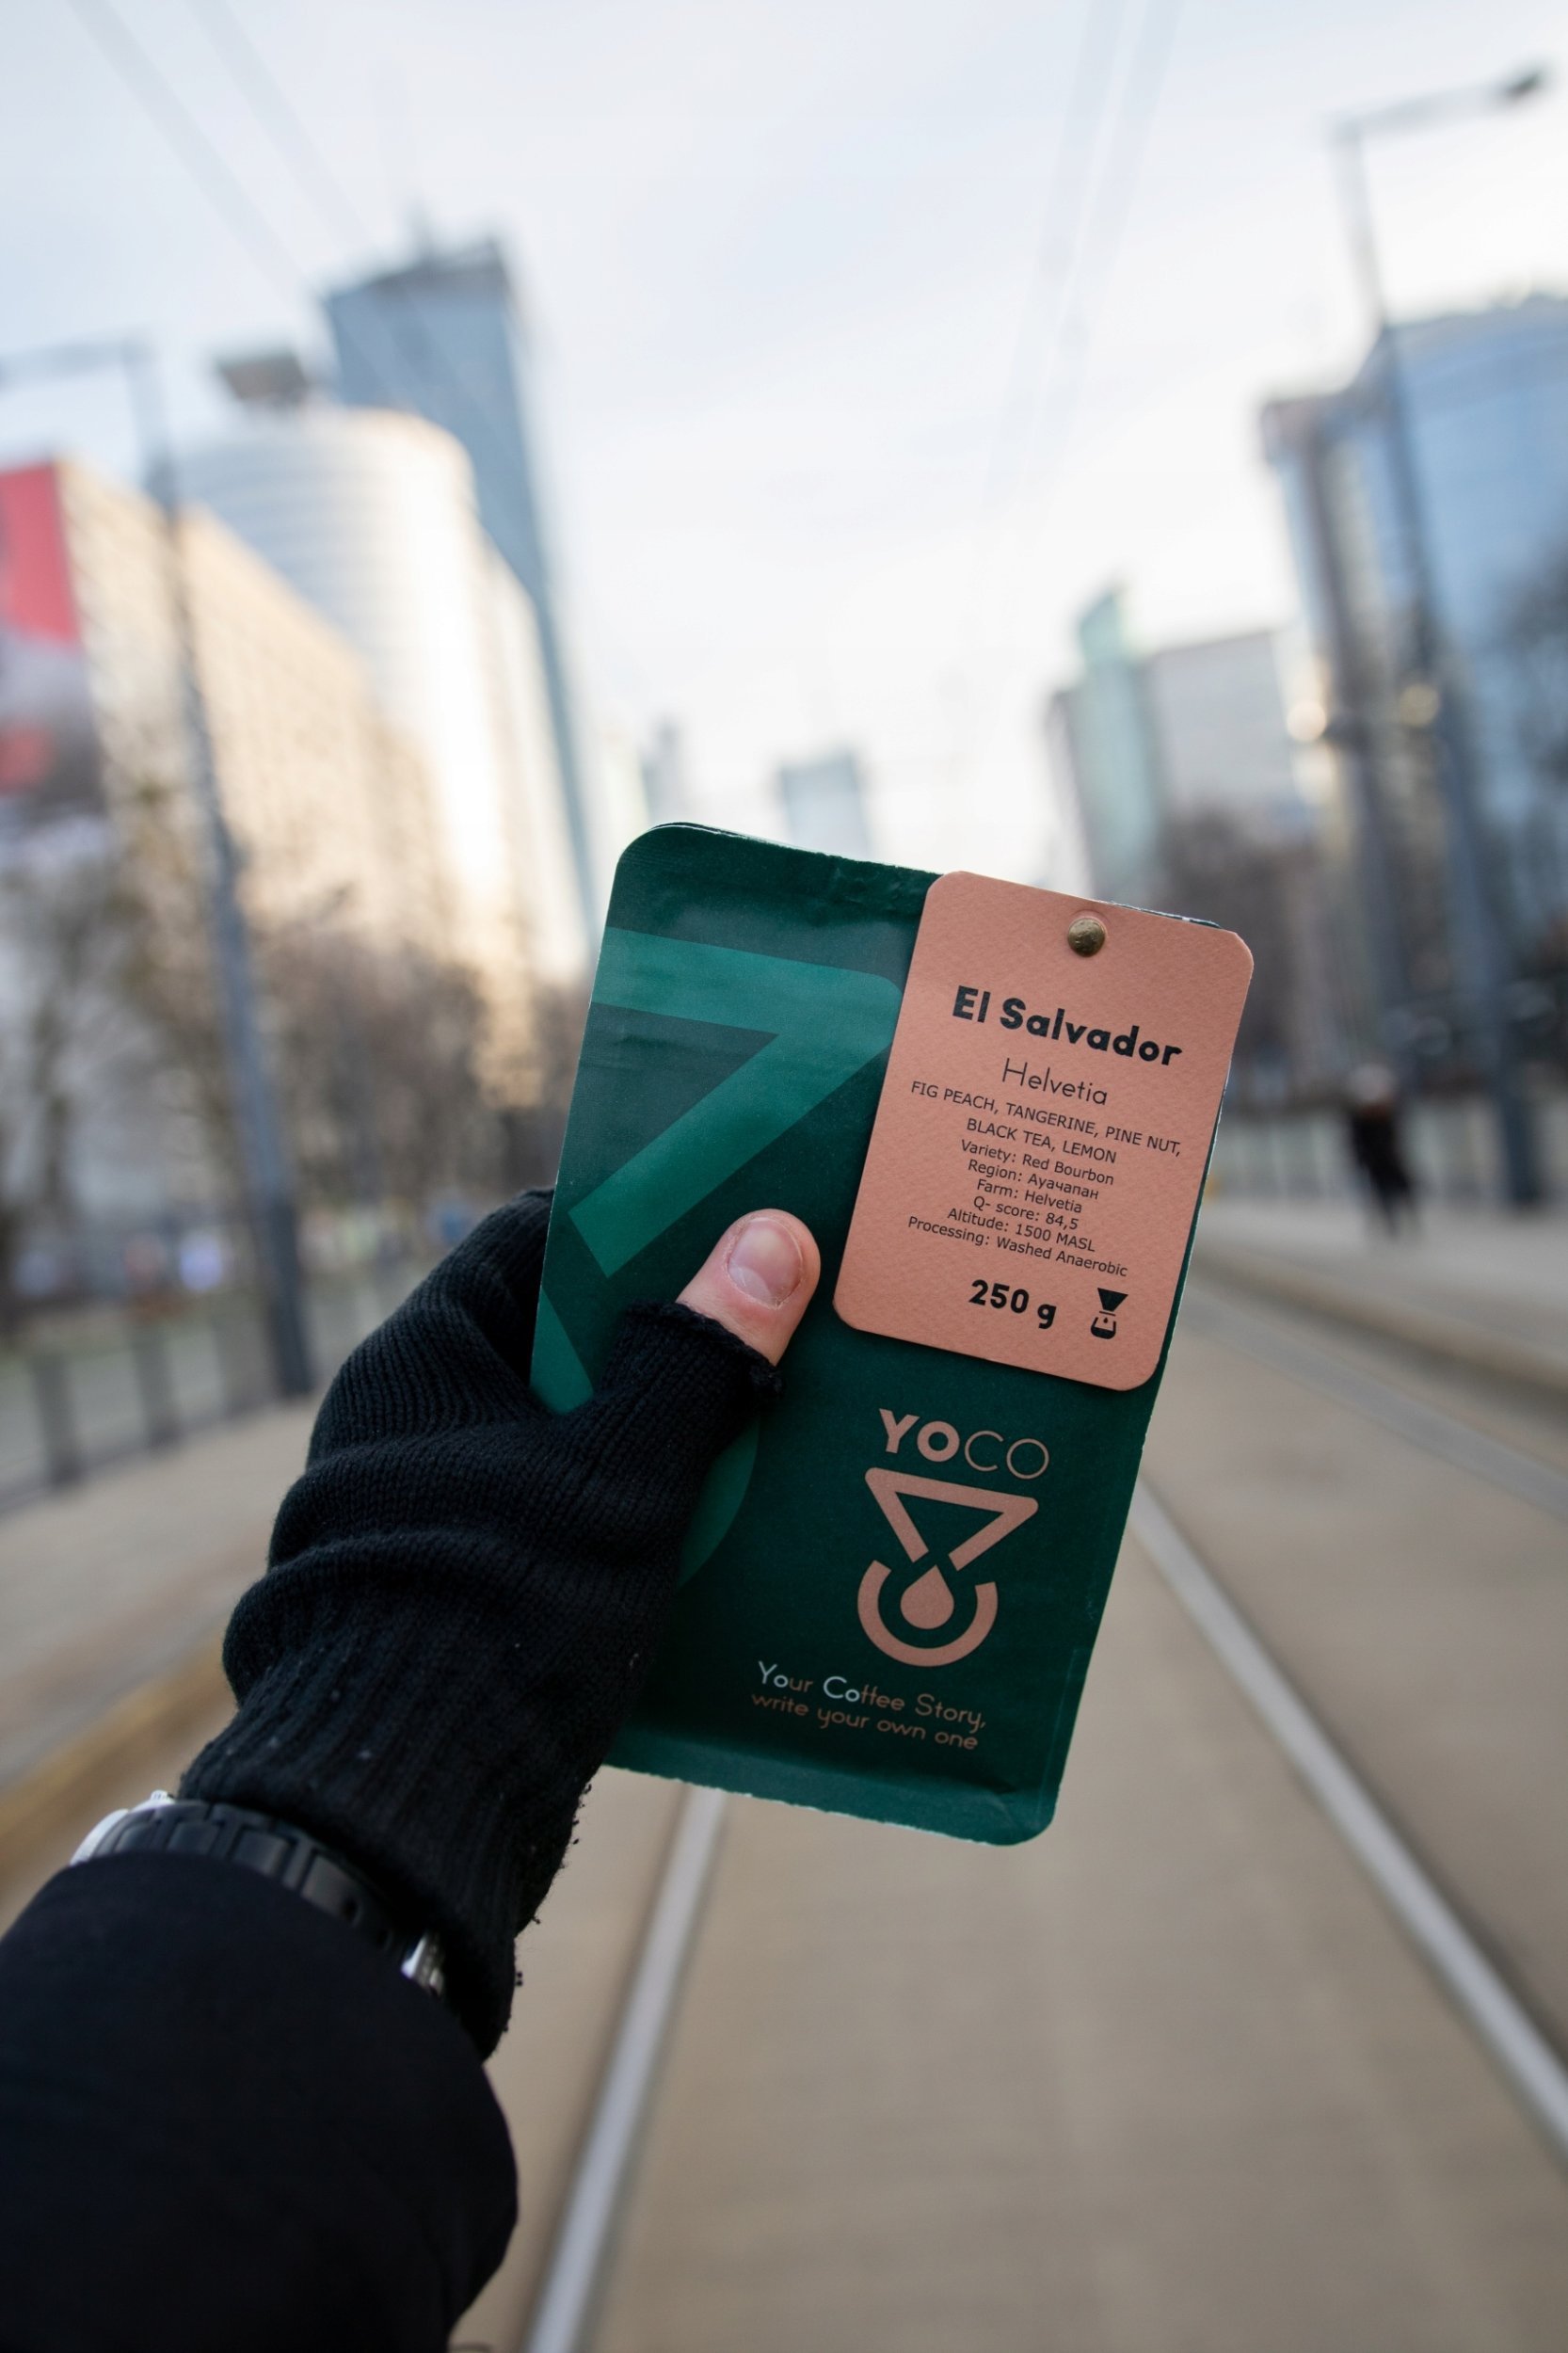 El Salvador
Helvetia
FIG PEACH, TANGERINE, PINE NUT,
BLACK TEA, LEMON
Variety: Red Bourbon
Region: Ауачапан
Farm: Helvetia
Q- score: 84,5
Altitude: 1500 MASL
Processing: Washed Anaerobic
250 g
YOCO
Your Coffee Story,
write your own one